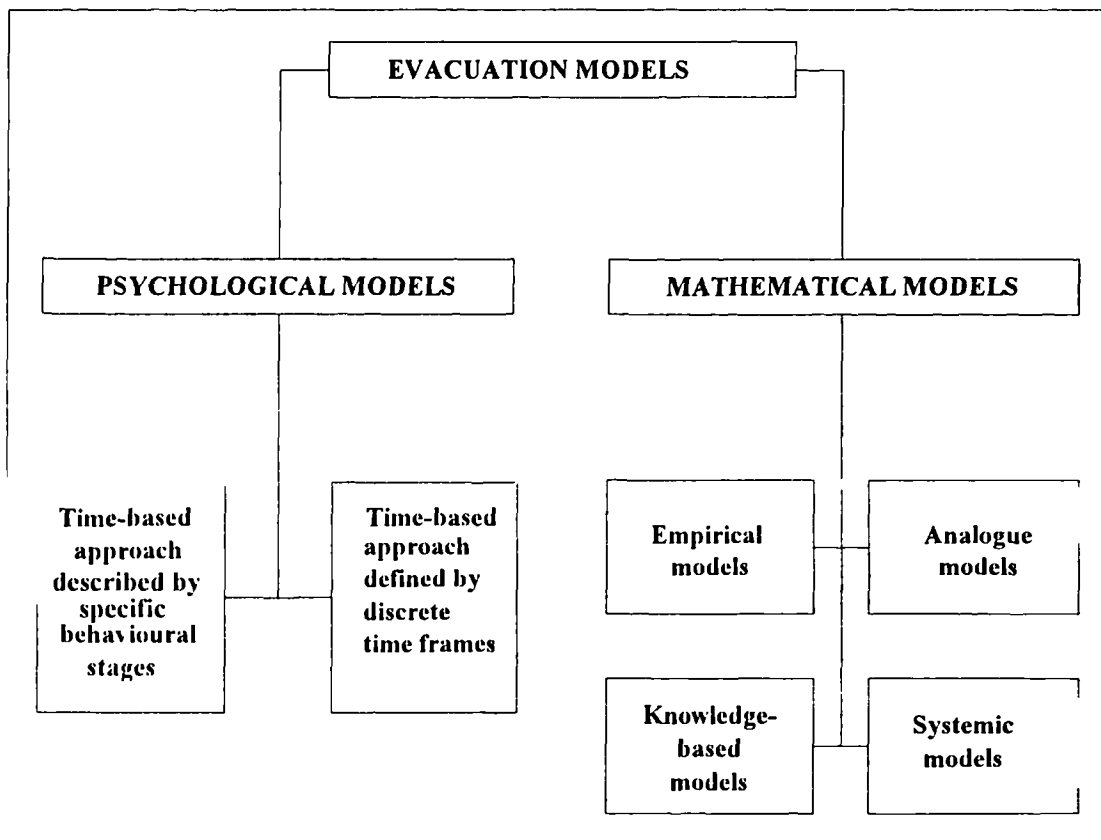 EVACUATION MODELS
PSYCHOLOGICAL MODELS
MATHEMATICAL MODELS
Time-based
approach
described by
specific
behavioural
stages
Time-based
approach
defined by
discrete
time frames
Empirical
models
Analogue
models
Knowledge-
based
models
Systemic
models